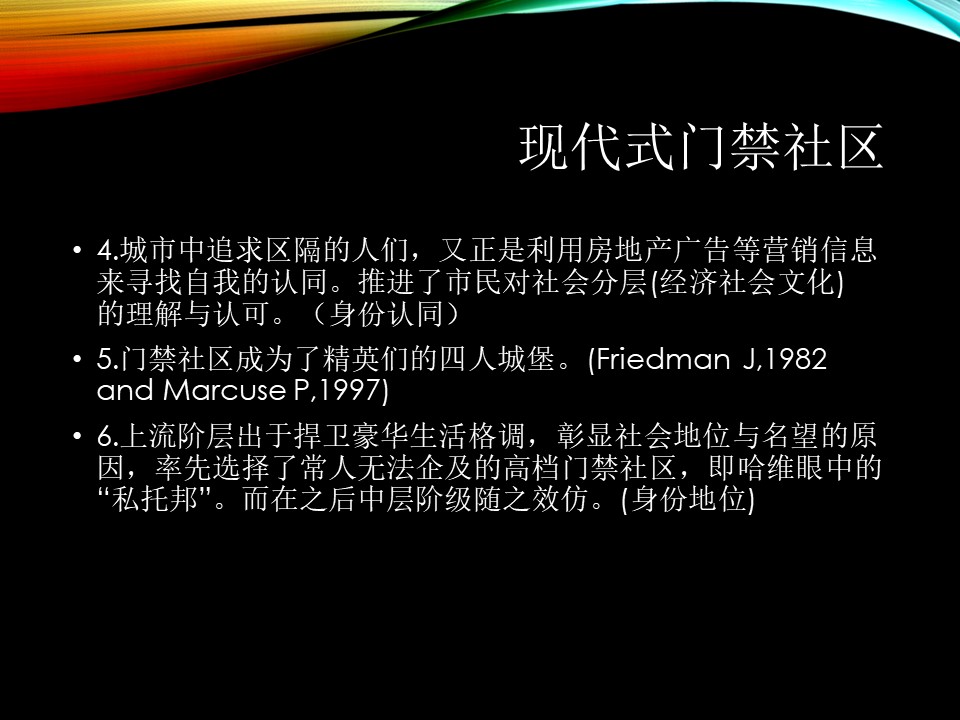 现代式门禁社区
• 4.城市中追求区隔的人们，又正是利用房地产广告等营销信息
来寻找自我的认同。推进了市民对社会分层(经济社会文化)
的理解与认可。（身份认同）
• 5.门禁社区成为了精英们的四人城堡。(Friedman J,1982
and Marcuse P,1997)
• 6.上流阶层出于捍卫豪华生活格调，彰显社会地位与名望的原
因，率先选择了常人无法企及的高档门禁社区，即哈维眼中的
“私托邦”。而在之后中层阶级随之效仿。(身份地位)